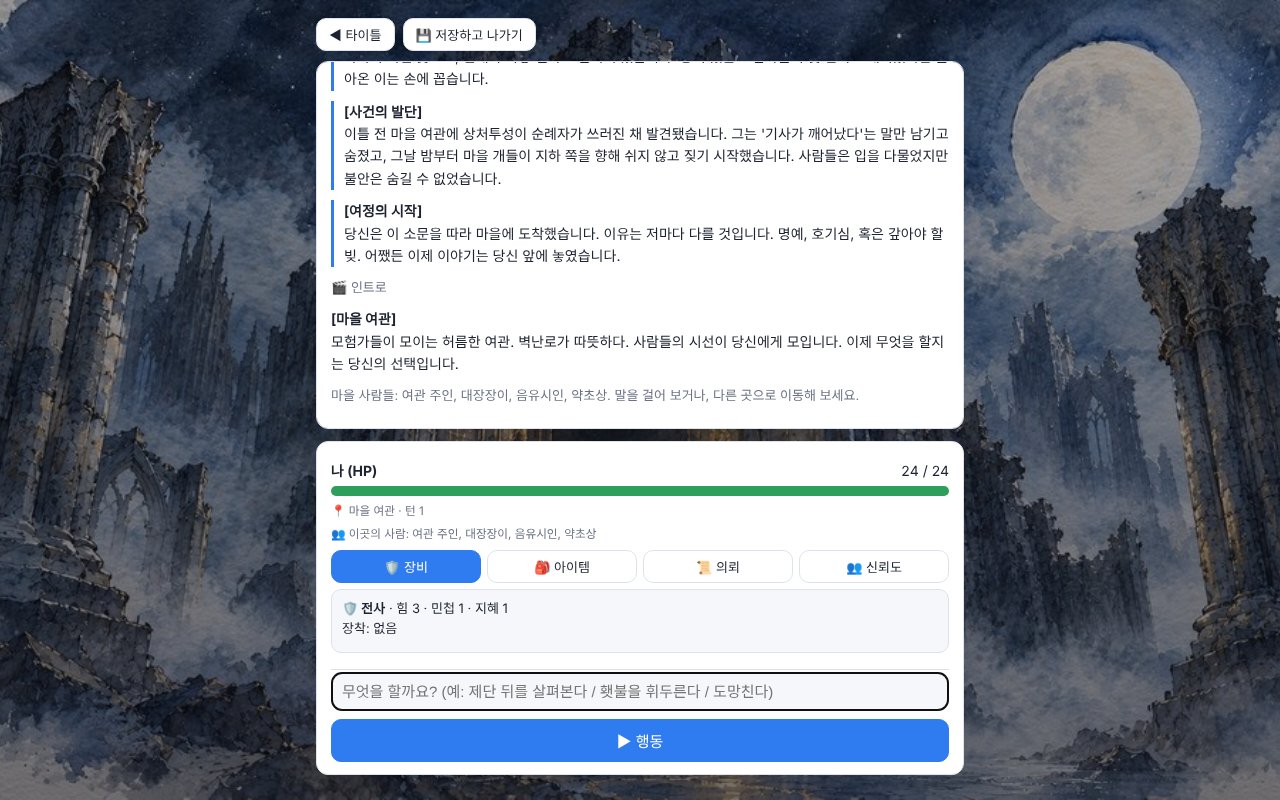 ◀ 타이틀
💾 저장하고 나가기
아온 이는 손에 꼽습니다.
[사건의 발단]
이틀 전 마을 여관에 상처투성이 순례자가 쓰러진 채 발견됐습니다. 그는 '기사가 깨어났다'는 말만 남기고
숨졌고, 그날 밤부터 마을 개들이 지하 쪽을 향해 쉬지 않고 짖기 시작했습니다. 사람들은 입을 다물었지만
불안은 숨길 수 없었습니다.
[여정의 시작]
당신은 이 소문을 따라 마을에 도착했습니다. 이유는 저마다 다를 것입니다. 명예, 호기심, 혹은 갚아야 할
빚. 어쨌든 이제 이야기는 당신 앞에 놓였습니다.
🎬 인트로
[마을 여관]
모험가들이 모이는 허름한 여관. 벽난로가 따뜻하다. 사람들의 시선이 당신에게 모입니다. 이제 무엇을 할지
는 당신의 선택입니다.
마을 사람들: 여관 주인, 대장장이, 음유시인, 약초상. 말을 걸어 보거나, 다른 곳으로 이동해 보세요.
나 (HP)
24 / 24
📍 마을 여관 · 턴 1
👥 이곳의 사람: 여관 주인, 대장장이, 음유시인, 약초상
🛡️ 장비
🎒 아이템
📜 의뢰
👥 신뢰도
🛡️ 전사 · 힘 3 · 민첩 1 · 지혜 1
장착: 없음
무엇을 할까요? (예: 제단 뒤를 살펴본다 / 횃불을 휘두른다 / 도망친다)
▶ 행동